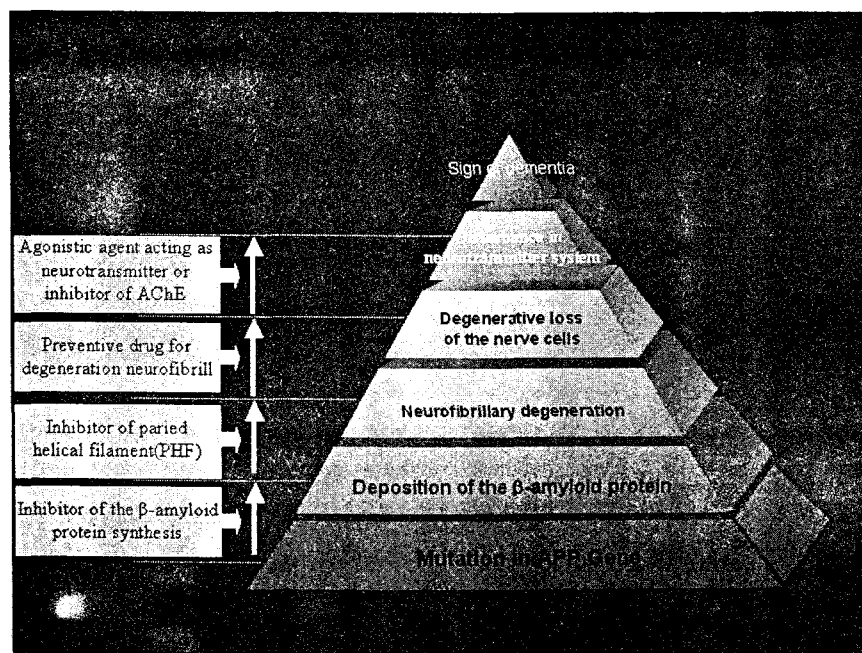 Sign of dementia
neurotransmitter system
Degenerative loss
of the nerve cells
Neurofibrillary degeneration
Deposition of the β-amyloid protein
Mutation in Gene
Agonistic agent acting as
neurotransmitter or
inhibitor of AChE
Preventive drug for
degeneration neurofibrill
Inhibitor of paried
helical filament(PHF)
Inhibitor of the β-amyloid
protein synthesis